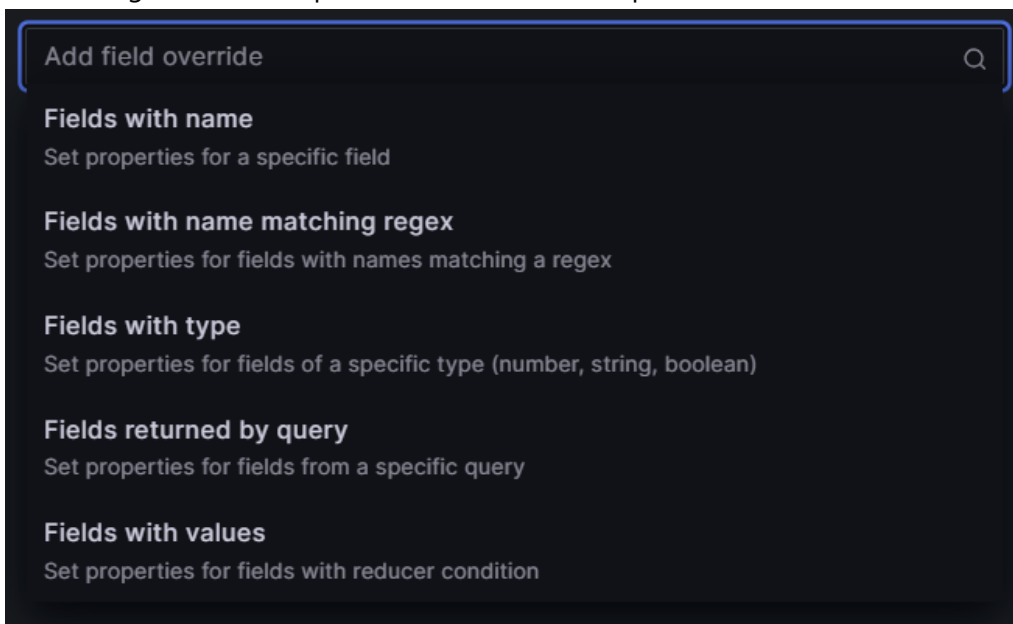 Add field override
Fields with name
Set properties for a specific field
Fields with name matching regex
Set properties for fields with names matching a regex
Fields with type
Set properties for fields of a specific type (number, string, boolean)
Fields returned by query
Set properties for fields from a specific query
Fields with values
Set properties for fields with reducer condition